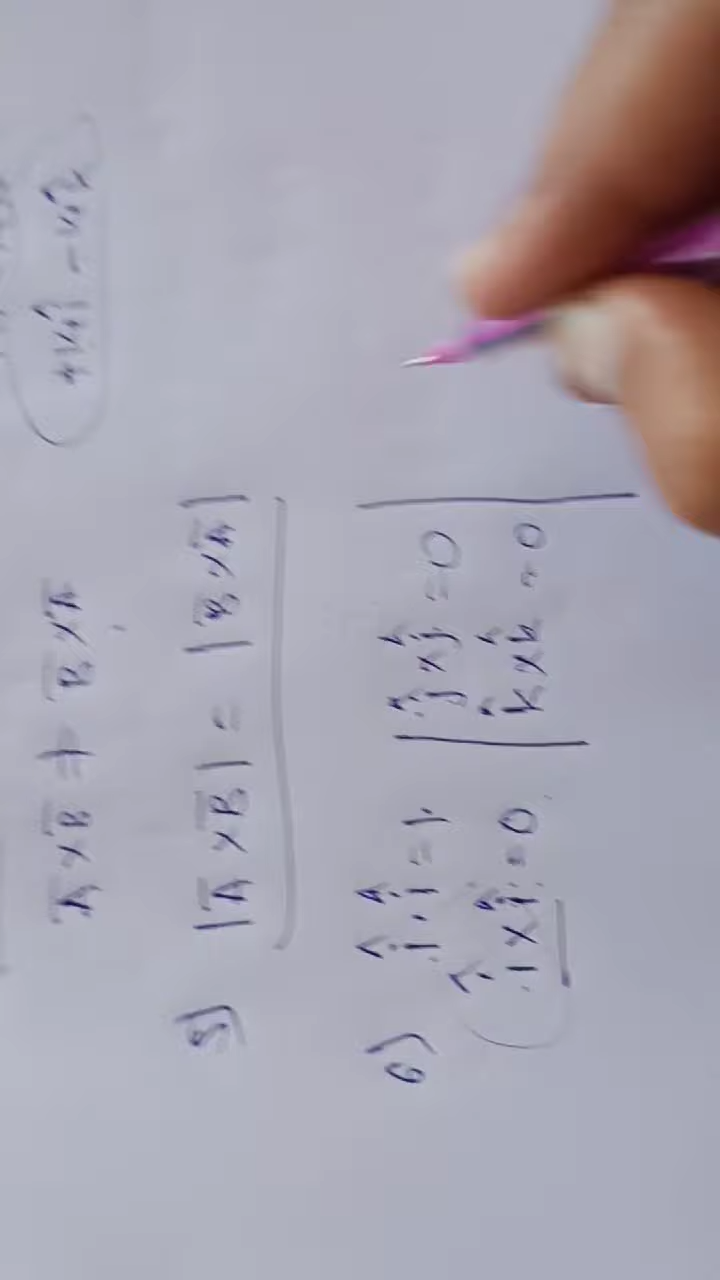 A̅ × B̅ ≠ B̅ × A̅
5) |A̅ × B̅| = |B̅ × A̅|
6) î · î = 1 | ĵ × ĵ = 0
î × î = 0 | k̂ × k̂ = 0